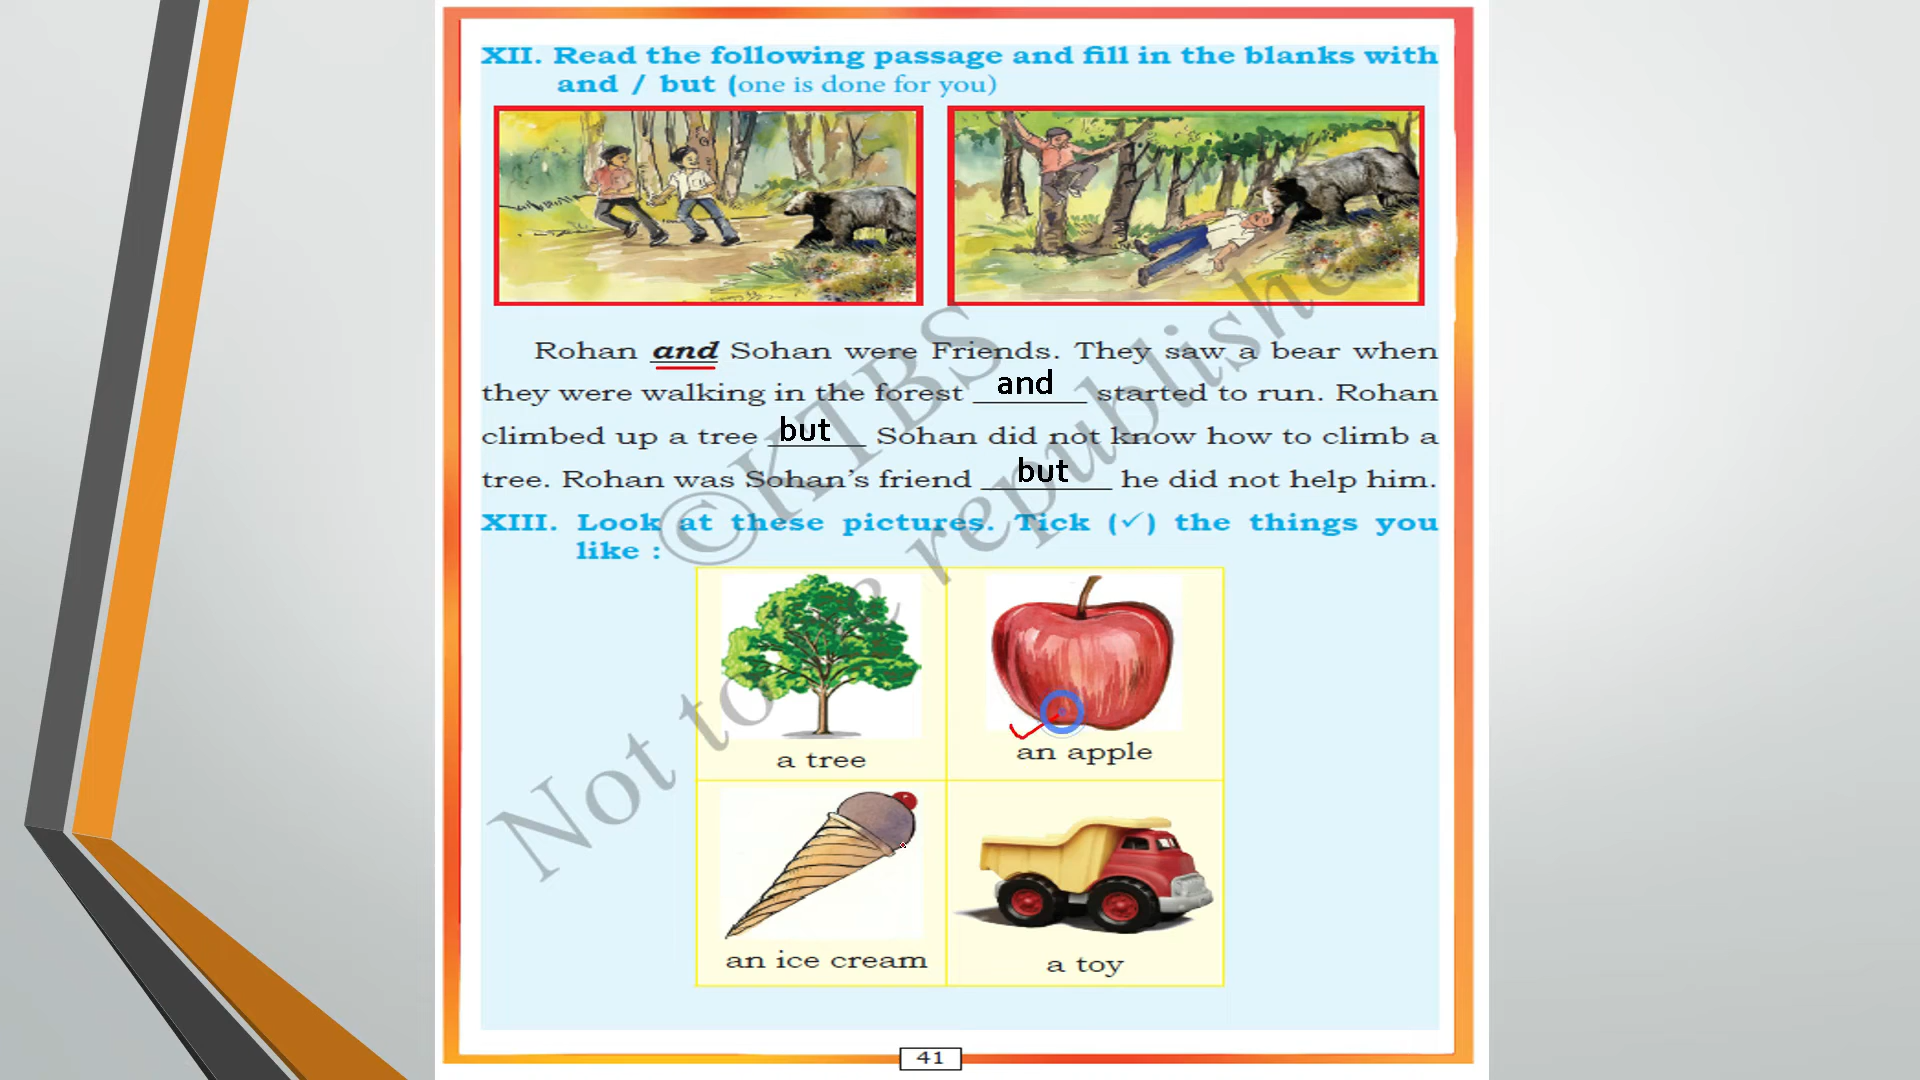 XII. Read the following passage and fill in the blanks with
and / but (one is done for you)
Rohan and Sohan were Friends. They saw a bear when
they were walking in the forest and started to run. Rohan
climbed up a tree but Sohan did not know how to climb a
tree. Rohan was Sohan's friend but he did not help him.
XIII. Look at these pictures. Tick (✓) the things you
like :
a tree
an apple
an ice cream
a toy
©KTBS
Not to be republished
41